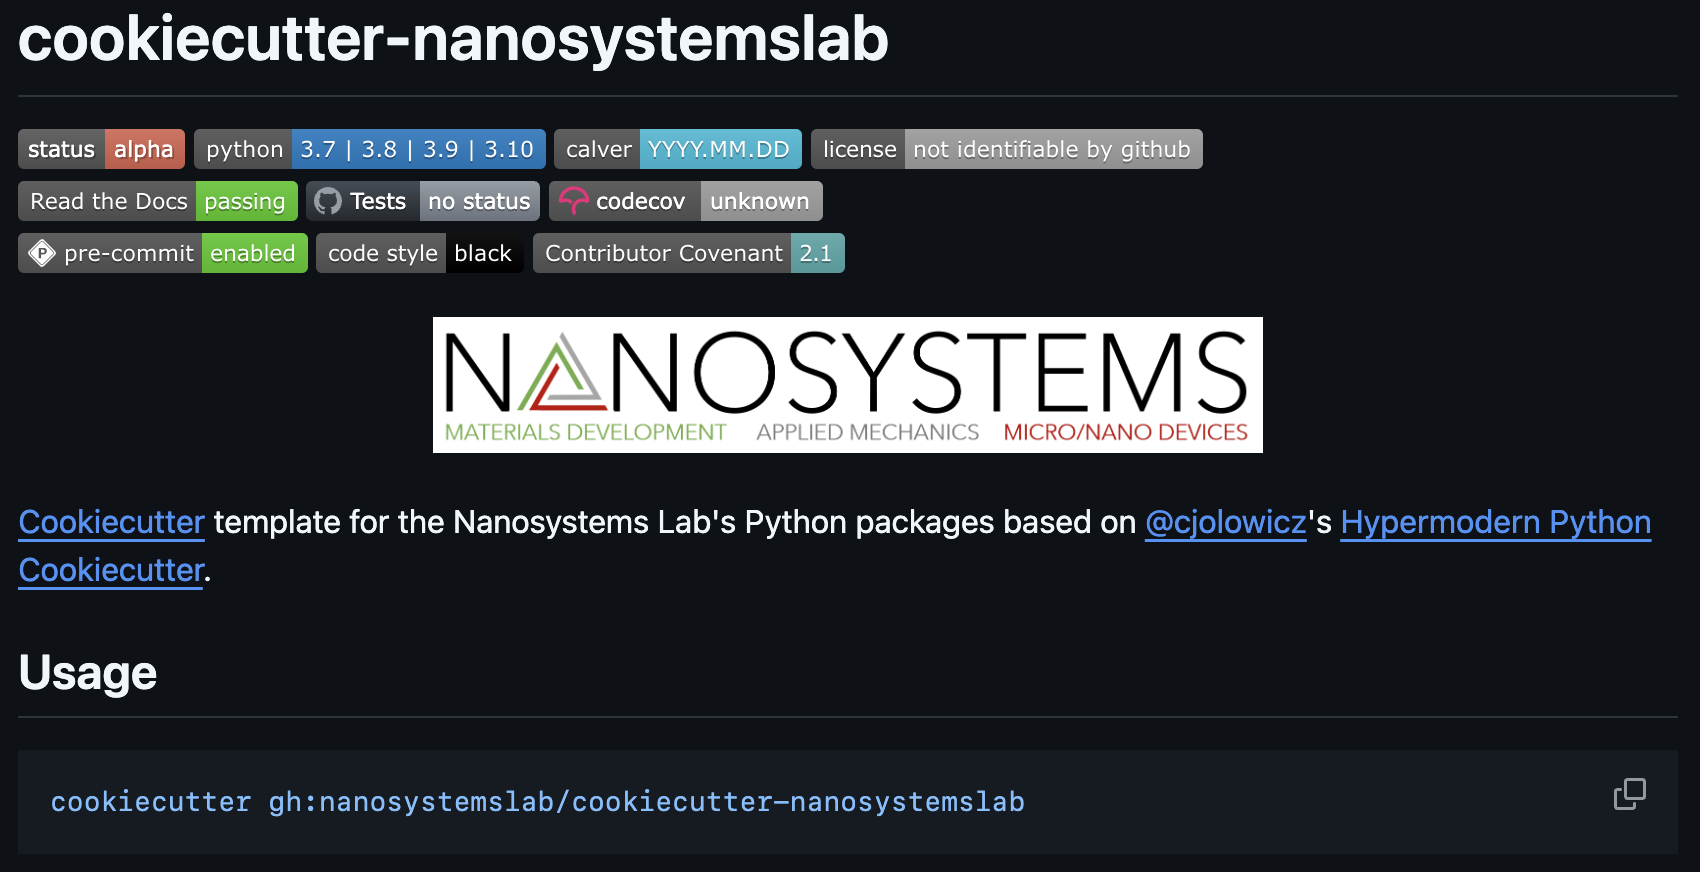 cookiecutter-nanosystemslab
status alpha python 3.7 | 3.8 | 3.9 | 3.10 calver YYYY.MM.DD license not identifiable by github
Read the Docs passing Tests no status codecov unknown
pre-commit enabled code style black Contributor Covenant 2.1
NANOSYSTEMS
MATERIALS DEVELOPMENT APPLIED MECHANICS MICRO/NANO DEVICES
Cookiecutter template for the Nanosystems Lab's Python packages based on @cjolowicz's Hypermodern Python
Cookiecutter.
Usage
cookiecutter gh:nanosystemslab/cookiecutter-nanosystemslab